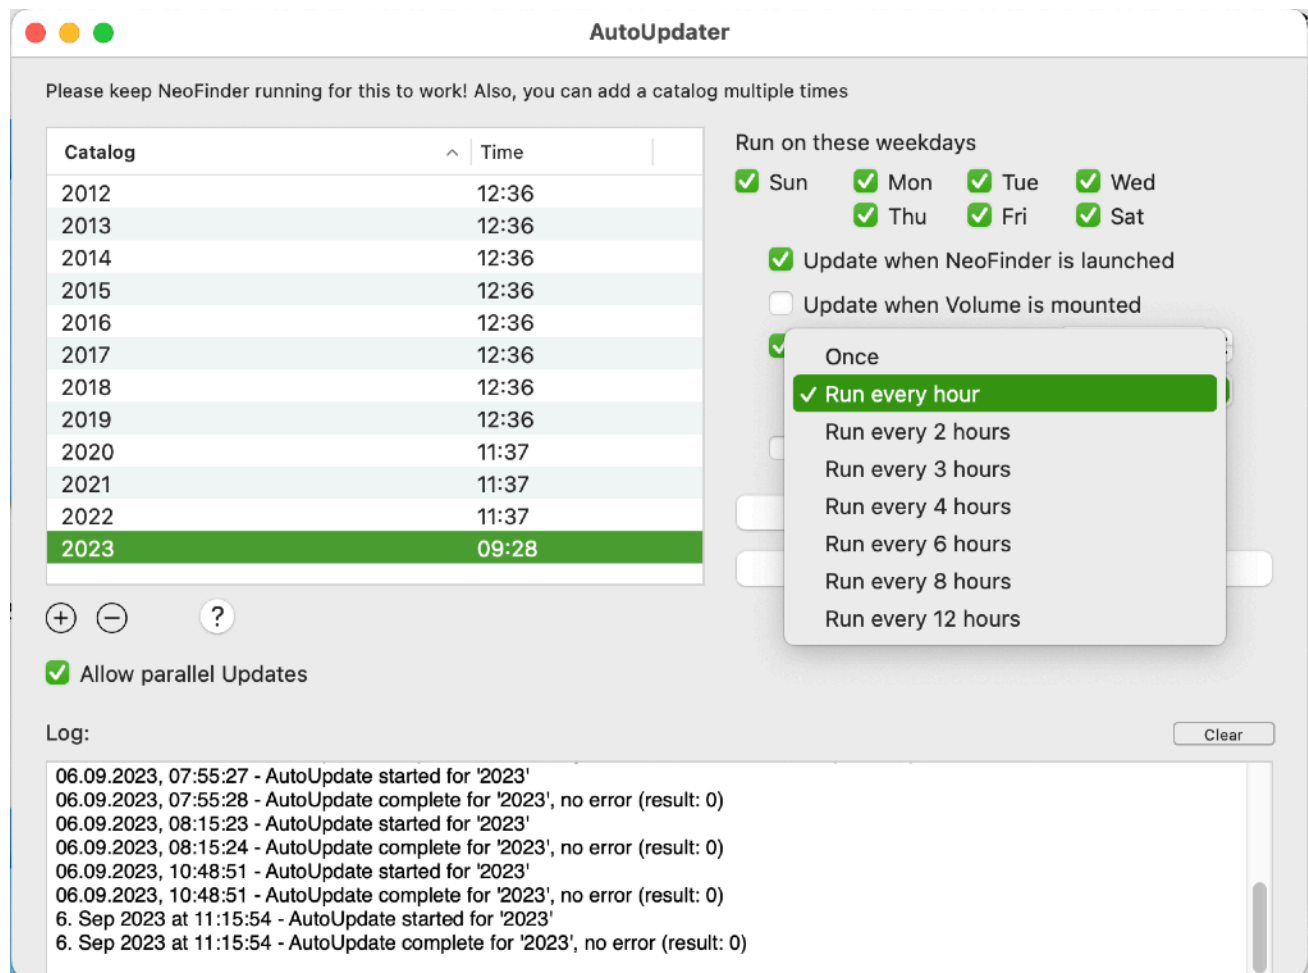 AutoUpdater
Please keep NeoFinder running for this to work! Also, you can add a catalog multiple times
Catalog Time
2012 12:36
2013 12:36
2014 12:36
2015 12:36
2016 12:36
2017 12:36
2018 12:36
2019 12:36
2020 11:37
2021 11:37
2022 11:37
2023 09:28
?
Allow parallel Updates
Run on these weekdays
Sun Mon Tue Wed
Thu Fri Sat
Update when NeoFinder is launched
Update when Volume is mounted
Once
Run every hour
Run every 2 hours
Run every 3 hours
Run every 4 hours
Run every 6 hours
Run every 8 hours
Run every 12 hours
Log:
Clear
06.09.2023, 07:55:27 - AutoUpdate started for '2023'
06.09.2023, 07:55:28 - AutoUpdate complete for '2023', no error (result: 0)
06.09.2023, 08:15:23 - AutoUpdate started for '2023'
06.09.2023, 08:15:24 - AutoUpdate complete for '2023', no error (result: 0)
06.09.2023, 10:48:51 - AutoUpdate started for '2023'
06.09.2023, 10:48:51 - AutoUpdate complete for '2023', no error (result: 0)
6. Sep 2023 at 11:15:54 - AutoUpdate started for '2023'
6. Sep 2023 at 11:15:54 - AutoUpdate complete for '2023', no error (result: 0)